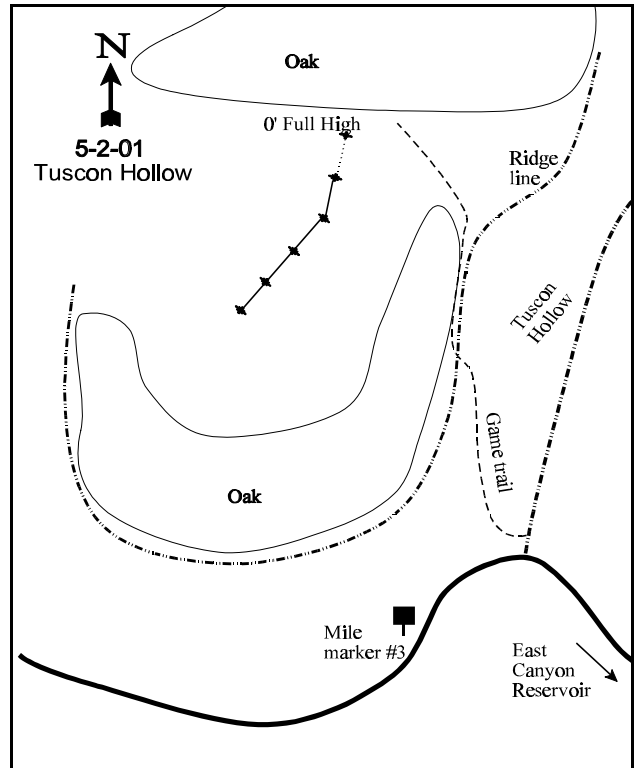 N
5-2-01
Tuscon Hollow
Oak
0' Full High
Ridge
line
Tuscon
Hollow
Game trail
Oak
Mile
marker #3
East
Canyon
Reservoir